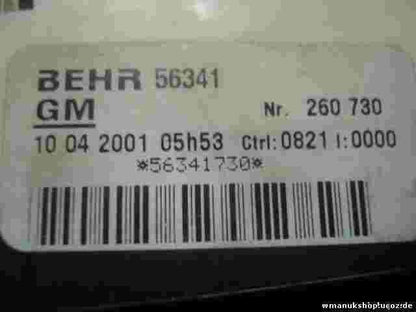 BEHR 56341
GM Nr. 260 730
10 04 2001 05h53 Ctrl:0821 I:0000
*56341730*